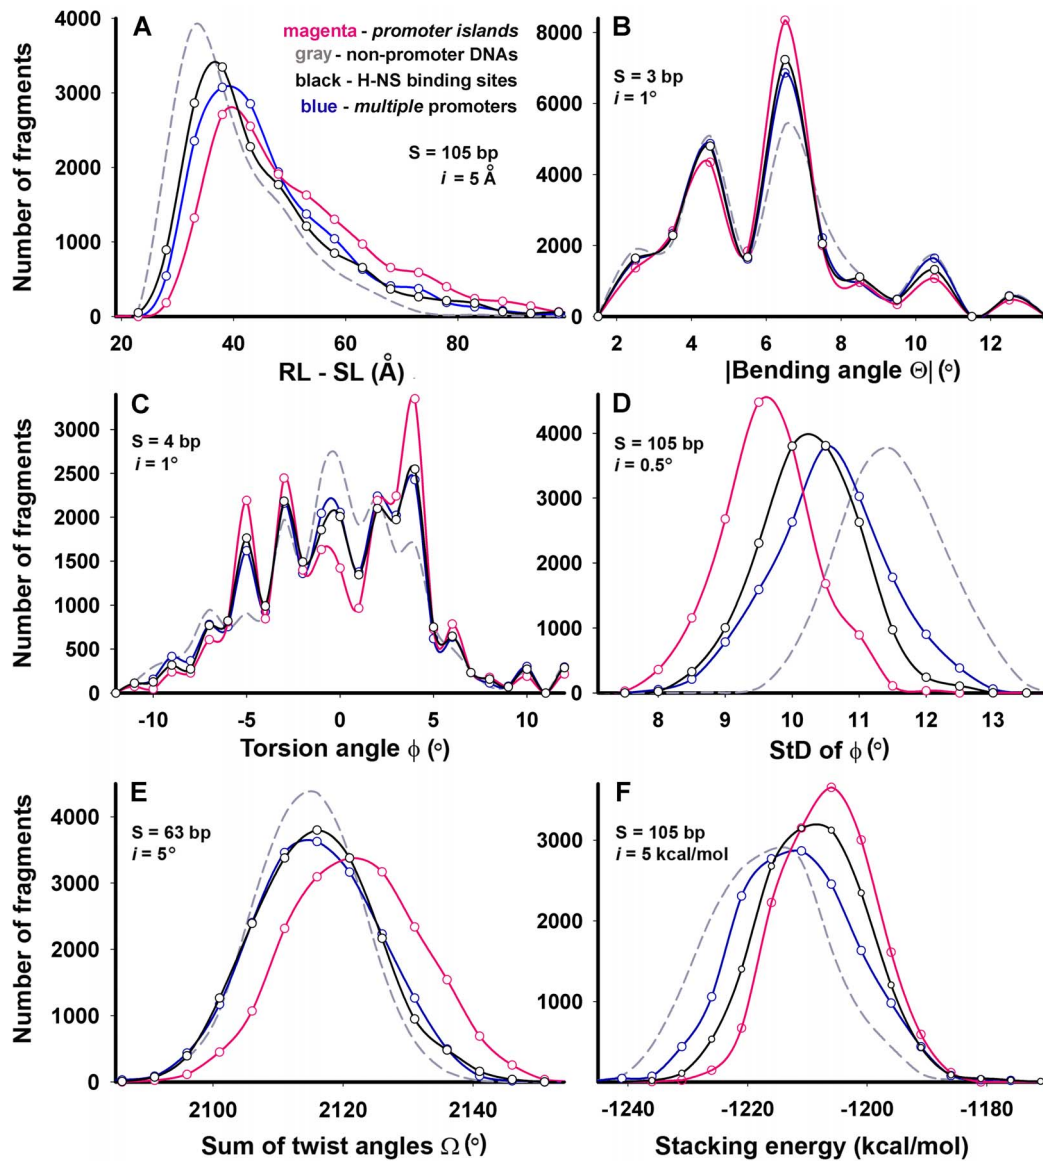 A
magenta - promoter islands
gray - non-promoter DNAs
black - H-NS binding sites
blue - multiple promoters
S = 105 bp
i = 5 Å
Number of fragments
4000
3000
2000
1000
0
20 40 60 80
RL - SL (Å)
B
S = 3 bp
i = 1°
8000
6000
4000
2000
0
2 4 6 8 10 12
|Bending angle Θ| (°)
C
S = 4 bp
i = 1°
Number of fragments
3000
2500
2000
1500
1000
500
0
-10 -5 0 5 10
Torsion angle ϕ (°)
D
S = 105 bp
i = 0.5°
4000
3000
2000
1000
0
8 9 10 11 12 13
StD of ϕ (°)
E
S = 63 bp
i = 5°
Number of fragments
4000
3000
2000
1000
0
2100 2120 2140
Sum of twist angles Ω (°)
F
S = 105 bp
i = 5 kcal/mol
3000
2000
1000
-1240 -1220 -1200 -1180
Stacking energy (kcal/mol)